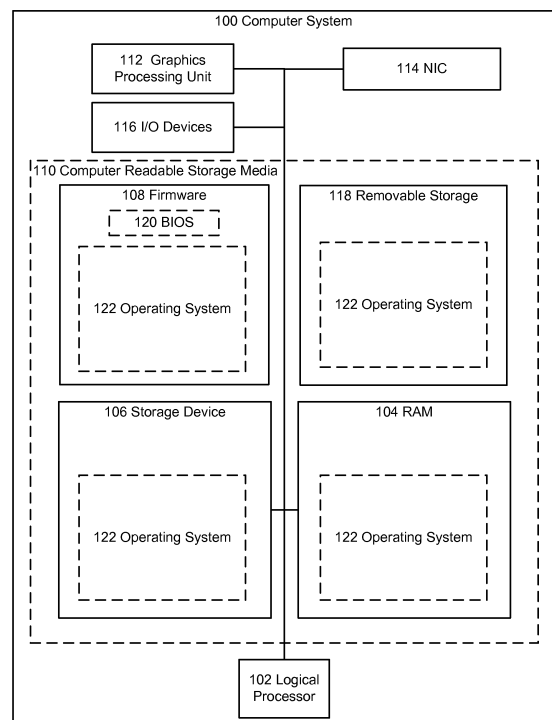 100 Computer System
112 Graphics
Processing Unit
114 NIC
116 I/O Devices
110 Computer Readable Storage Media
108 Firmware
118 Removable Storage
120 BIOS
122 Operating System
122 Operating System
106 Storage Device
104 RAM
122 Operating System
122 Operating System
102 Logical
Processor